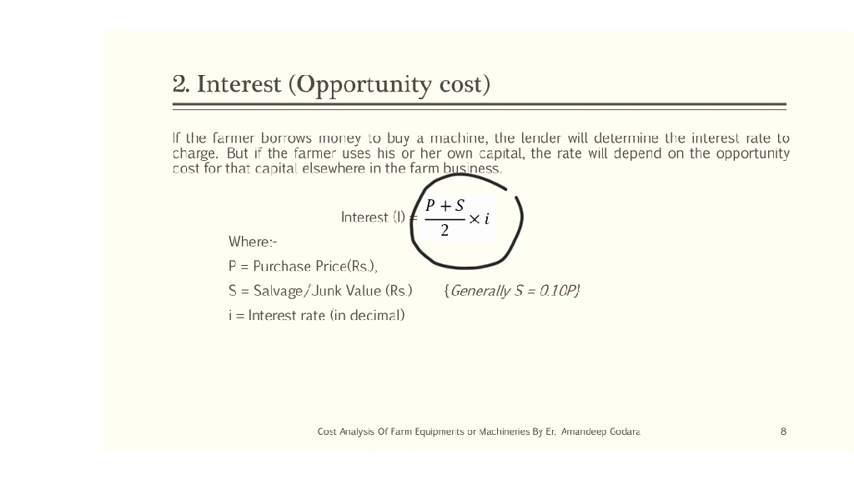 2. Interest (Opportunity cost)
If the farmer borrows money to buy a machine, the lender will determine the interest rate to
charge. But if the farmer uses his or her own capital, the rate will depend on the opportunity
cost for that capital elsewhere in the farm business.
Interest (I) = \frac{P + S}{2} × i
Where:-
P = Purchase Price(Rs.),
S = Salvage/Junk Value (Rs.) {Generally S = 0.10P}
i = Interest rate (in decimal)
Cost Analysis Of Farm Equipments or Machineries By Er. Amandeep Godara 8